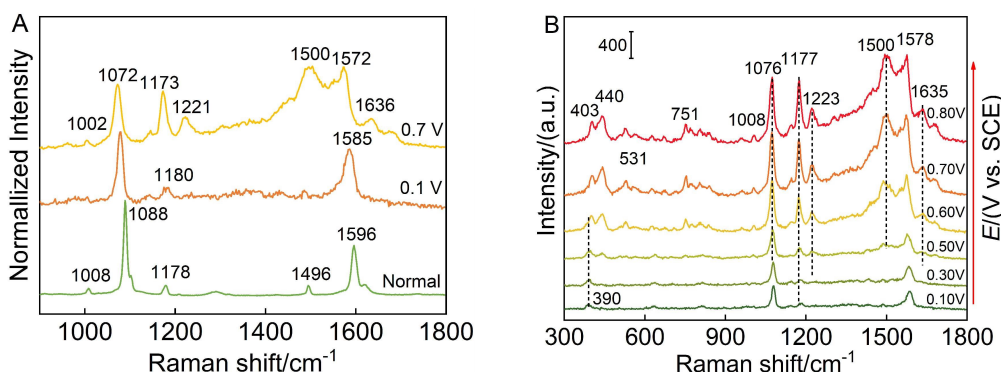 A
Normallized Intensity
1002
1072
1173
1221
1500
1572
1636
0.7 V
1180
1585
0.1 V
1008
1088
1178
1496
1596
Normal
1000 1200 1400 1600 1800
Raman shift/cm-1
B
Intensity/(a.u.)
400
403
440
531
751
1008
1076
1177
1223
1500
1578
1635
0.80V
0.70V
0.60V
0.50V
0.30V
0.10V
390
E/(V vs. SCE)
300 600 900 1200 1500 1800
Raman shift/cm-1